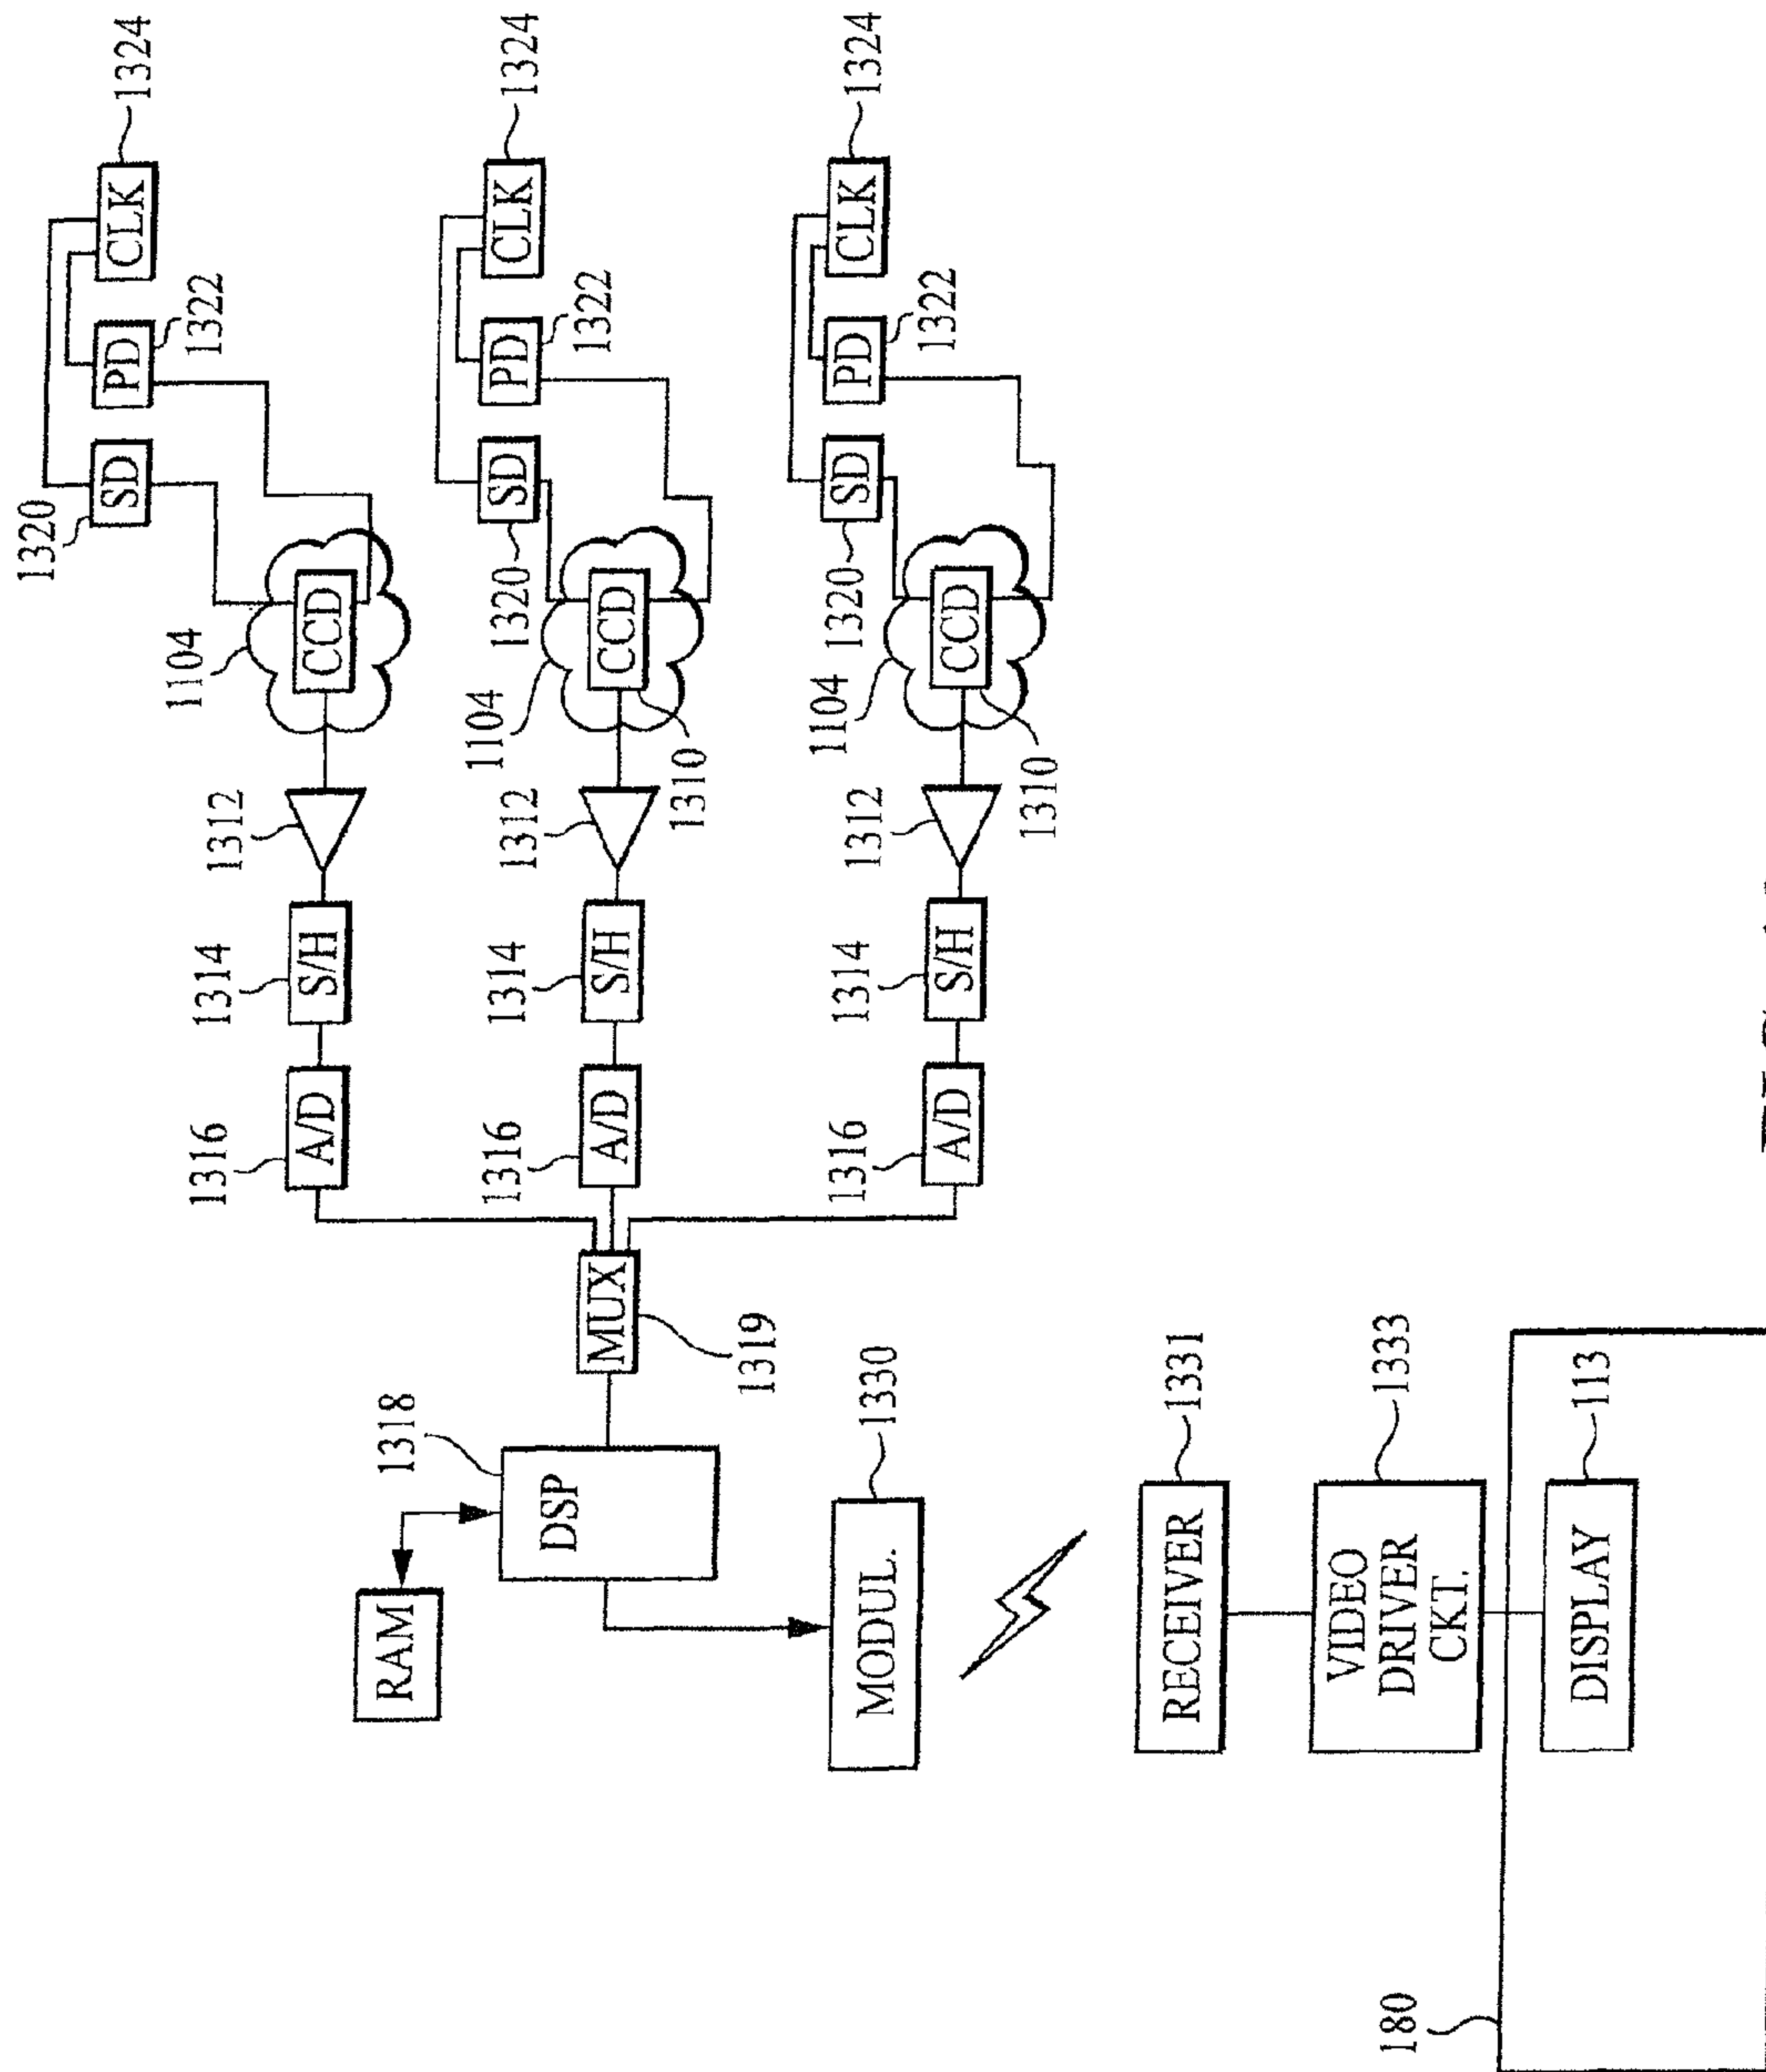 1324
CLK
1322
PD
1320
SD
1104
CCD
1312
1314
S/H
1316
A/D
1324
CLK
1322
PD
1320
SD
1104
CCD
1310
1312
1314
S/H
1316
A/D
1324
CLK
1322
PD
1320
SD
1104
CCD
1310
1312
1314
S/H
1316
A/D
MUX
1319
1318
DSP
RAM
1330
MODUL.
1331
RECEIVER
1333
VIDEO
DRIVER
CKT.
113
DISPLAY
180